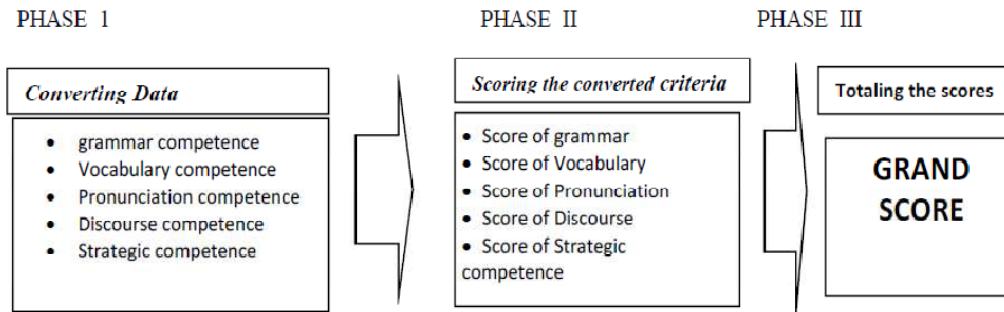 PHASE 1
PHASE II
PHASE III
Converting Data
• grammar competence
• Vocabulary competence
• Pronunciation competence
• Discourse competence
• Strategic competence
Scoring the converted criteria
• Score of grammar
• Score of Vocabulary
• Score of Pronunciation
• Score of Discourse
• Score of Strategic
competence
Totaling the scores
GRAND
SCORE